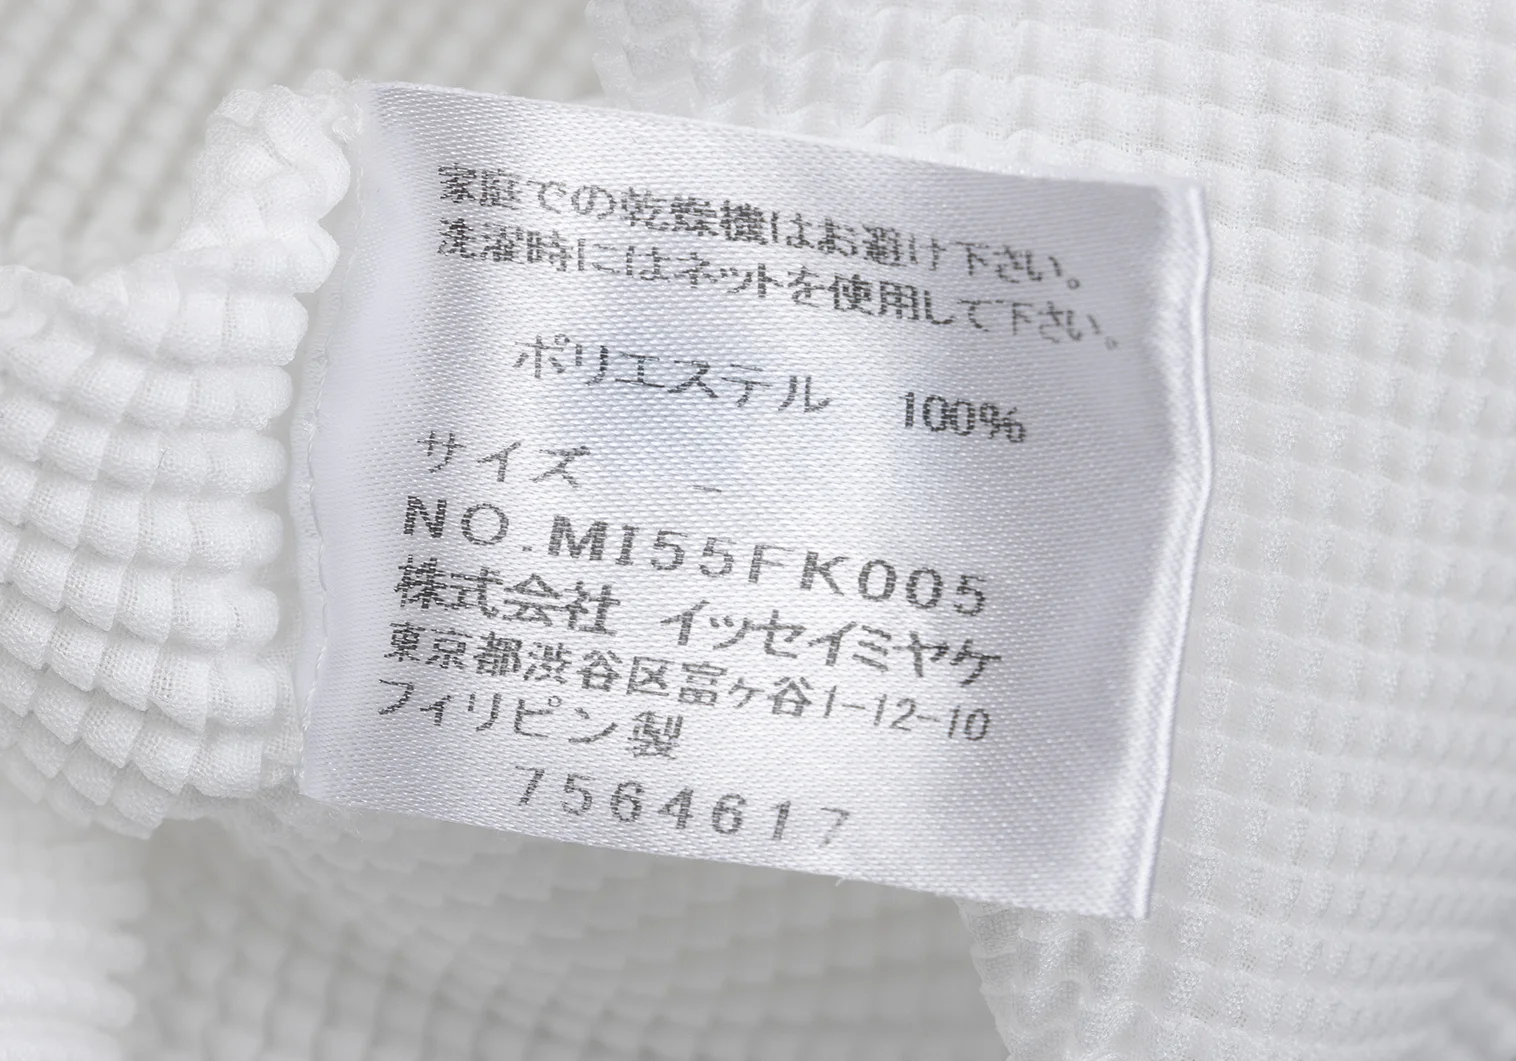 家庭での乾燥機はお避け下さい。
洗濯時にはネットを使用して下さい。
ポリエステル 100%
サイズ -
NO.MI55FK005
株式会社 イッセイミヤケ
東京都渋谷区富ヶ谷1-12-10
フィリピン製
7564617